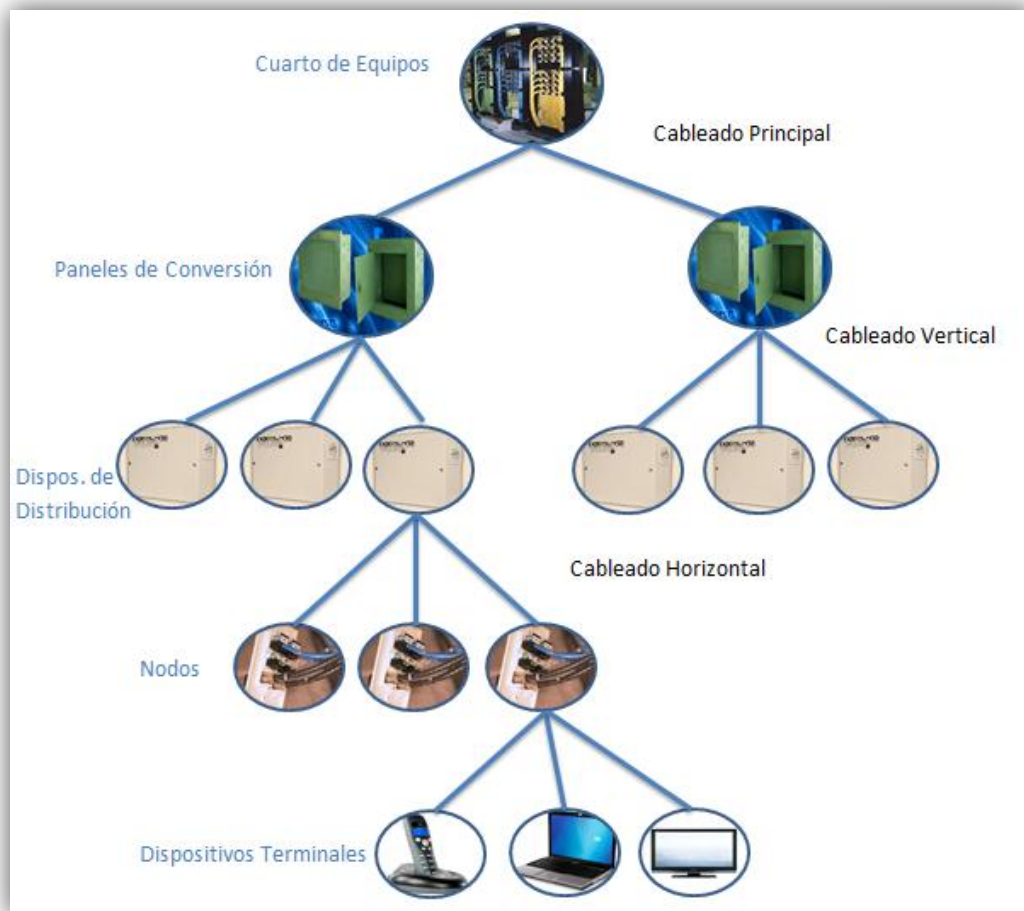 Cuarto de Equipos
Cableado Principal
Paneles de Conversión
Cableado Vertical
Dispos. de
Distribución
Cableado Horizontal
Nodos
Dispositivos Terminales